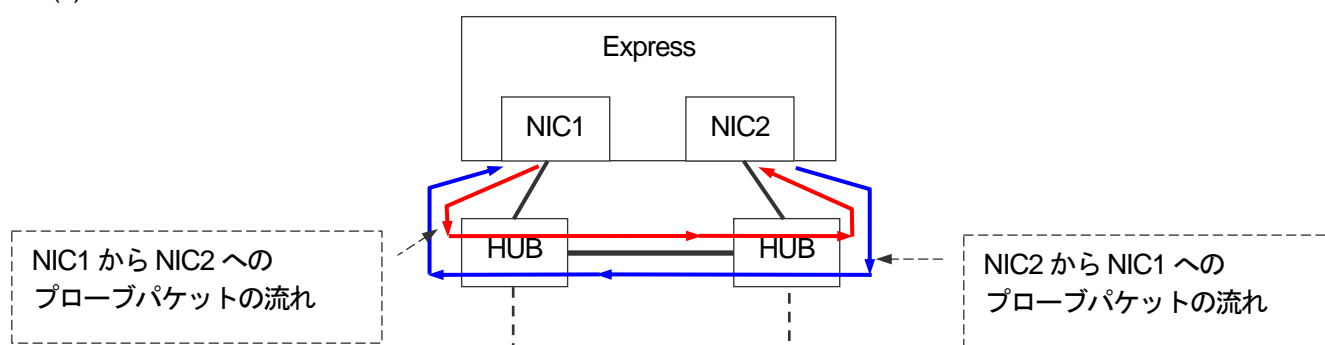 Express
NIC1
NIC2
HUB
HUB
NIC1 から NIC2 への
プローブパケットの流れ
NIC2 から NIC1 への
プローブパケットの流れ